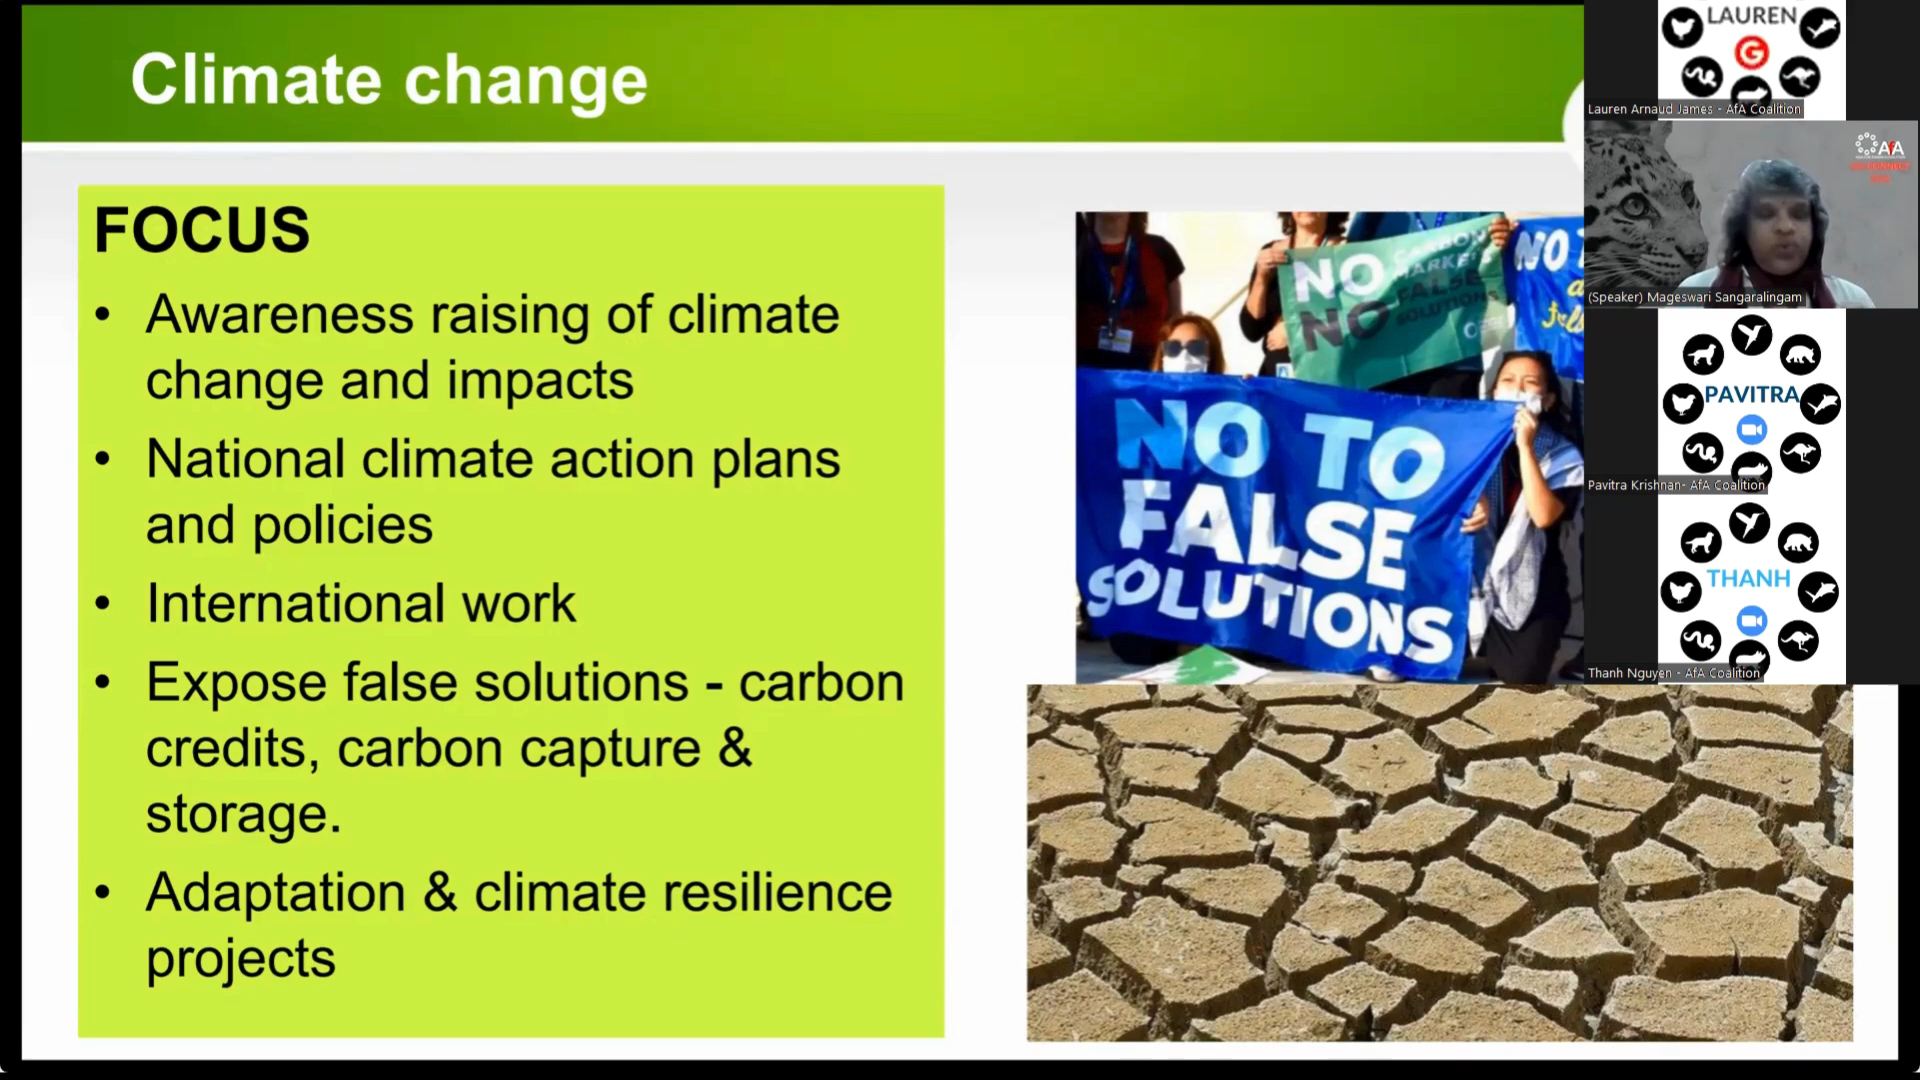 Climate change
FOCUS
• Awareness raising of climate
change and impacts
• National climate action plans
and policies
• International work
• Expose false solutions - carbon
credits, carbon capture &
storage.
• Adaptation & climate resilience
projects
NO CARBON
MARKETS
NO FALSE
SOLUTIONS
NO
NO TO
FALSE
SOLUTIONS
LAUREN
G
Lauren Arnaud James - AfA Coalition
AfA
(Speaker) Mageswari Sangaralingam
PAVITRA
Pavitra Krishnan- AfA Coalition
THANH
Thanh Nguyen - AfA Coalition